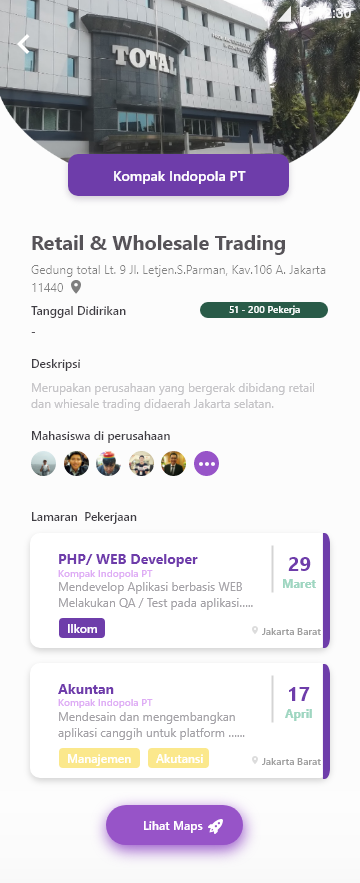 TOTAL
Kompak Indopola PT
Retail & Wholesale Trading
Gedung total Lt. 9 Jl. Letjen.S.Parman, Kav.106 A. Jakarta
11440
Tanggal Didirikan
51 - 200 Pekerja
-
Deskripsi
Merupakan perusahaan yang bergerak dibidang retail
dan whiesale trading didaerah Jakarta selatan.
Mahasiswa di perusahaan
Lamaran Pekerjaan
PHP/ WEB Developer
Kompak Indopola PT
Mendevelop Aplikasi berbasis WEB
Melakukan QA / Test pada aplikasi.....
29
Maret
Ilkom
Jakarta Barat
Akuntan
Kompak Indopola PT
Mendesain dan mengembangkan
aplikasi canggih untuk platform ......
17
April
Manajemen
Akutansi
Jakarta Barat
Lihat Maps